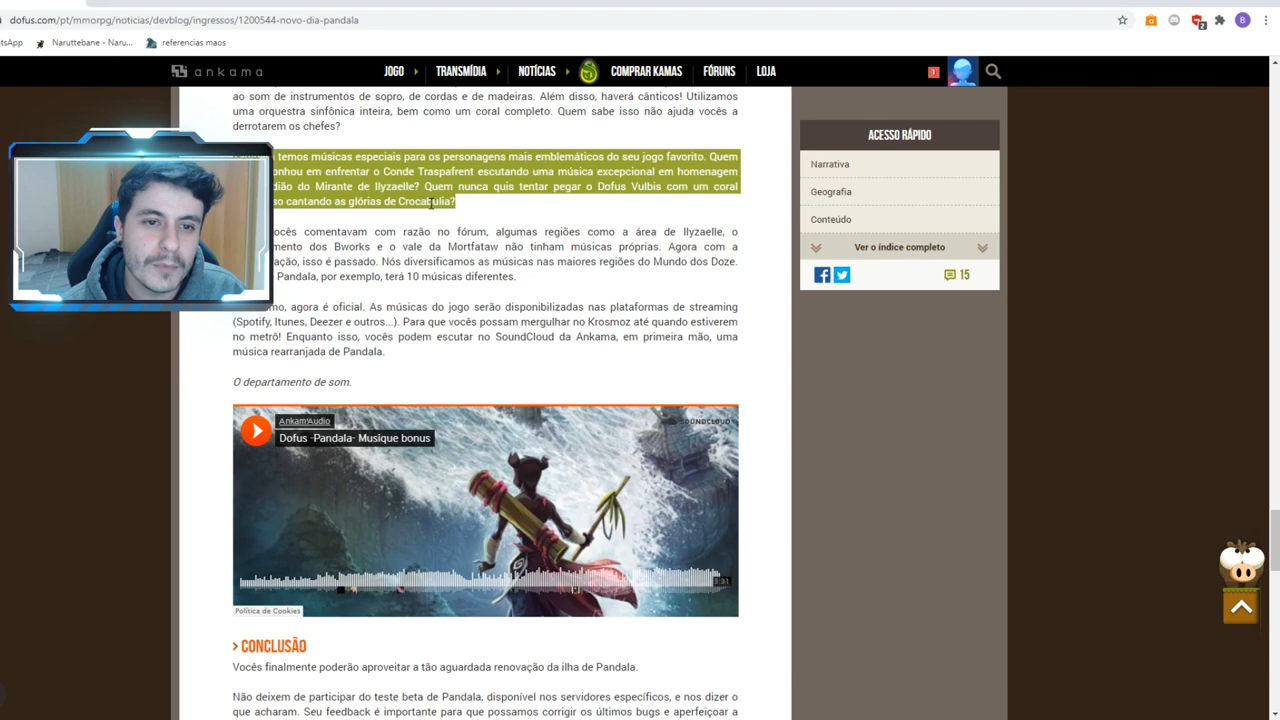 dofus.com/pt/mmorpg/noticias/devblog/ingressos/1200544-novo-dia-pandala
2
B
sApp
Naruttebane - Naru...
referencias maos
ankama
JOGO
TRANSMÍDIA
NOTÍCIAS
COMPRAR KAMAS
FÓRUNS
LOJA
1
ao som de instrumentos de sopro, de cordas e de madeiras. Além disso, haverá cânticos! Utilizamos
uma orquestra sinfônica inteira, bem como um coral completo. Quem sabe isso não ajuda vocês a
derrotarem os chefes?
temos músicas especiais para os personagens mais emblemáticos do seu jogo favorito. Quem
onhou em enfrentar o Conde Traspafrent escutando uma música excepcional em homenagem
dião do Mirante de Ilyzaelle? Quem nunca quis tentar pegar o Dofus Vulbis com um coral
so cantando as glórias de Crocabulia?
ocês comentavam com razão no fórum, algumas regiões como a área de Ilyzaelle, o
mento dos Bworks e o vale da Mortfataw não tinham músicas próprias. Agora com a
ação, isso é passado. Nós diversificamos as músicas nas maiores regiões do Mundo dos Doze.
Pandala, por exemplo, terá 10 músicas diferentes.
mo, agora é oficial. As músicas do jogo serão disponibilizadas nas plataformas de streaming
(Spotify, Itunes, Deezer e outros...). Para que vocês possam mergulhar no Krosmoz até quando estiverem
no metrô! Enquanto isso, vocês podem escutar no SoundCloud da Ankama, em primeira mão, uma
música rearranjada de Pandala.
O departamento de som.
Ankam'Audio
SOUNDCLOUD
Dofus -Pandala- Musique bonus
3:31
Política de Cookies
> CONCLUSÃO
Vocês finalmente poderão aproveitar a tão aguardada renovação da ilha de Pandala.
Não deixem de participar do teste beta de Pandala, disponível nos servidores específicos, e nos dizer o
que acharam. Seu feedback é importante para que possamos corrigir os últimos bugs e aperfeiçoar a
ACESSO RÁPIDO
Narrativa
Geografia
Conteúdo
Ver o índice completo
15